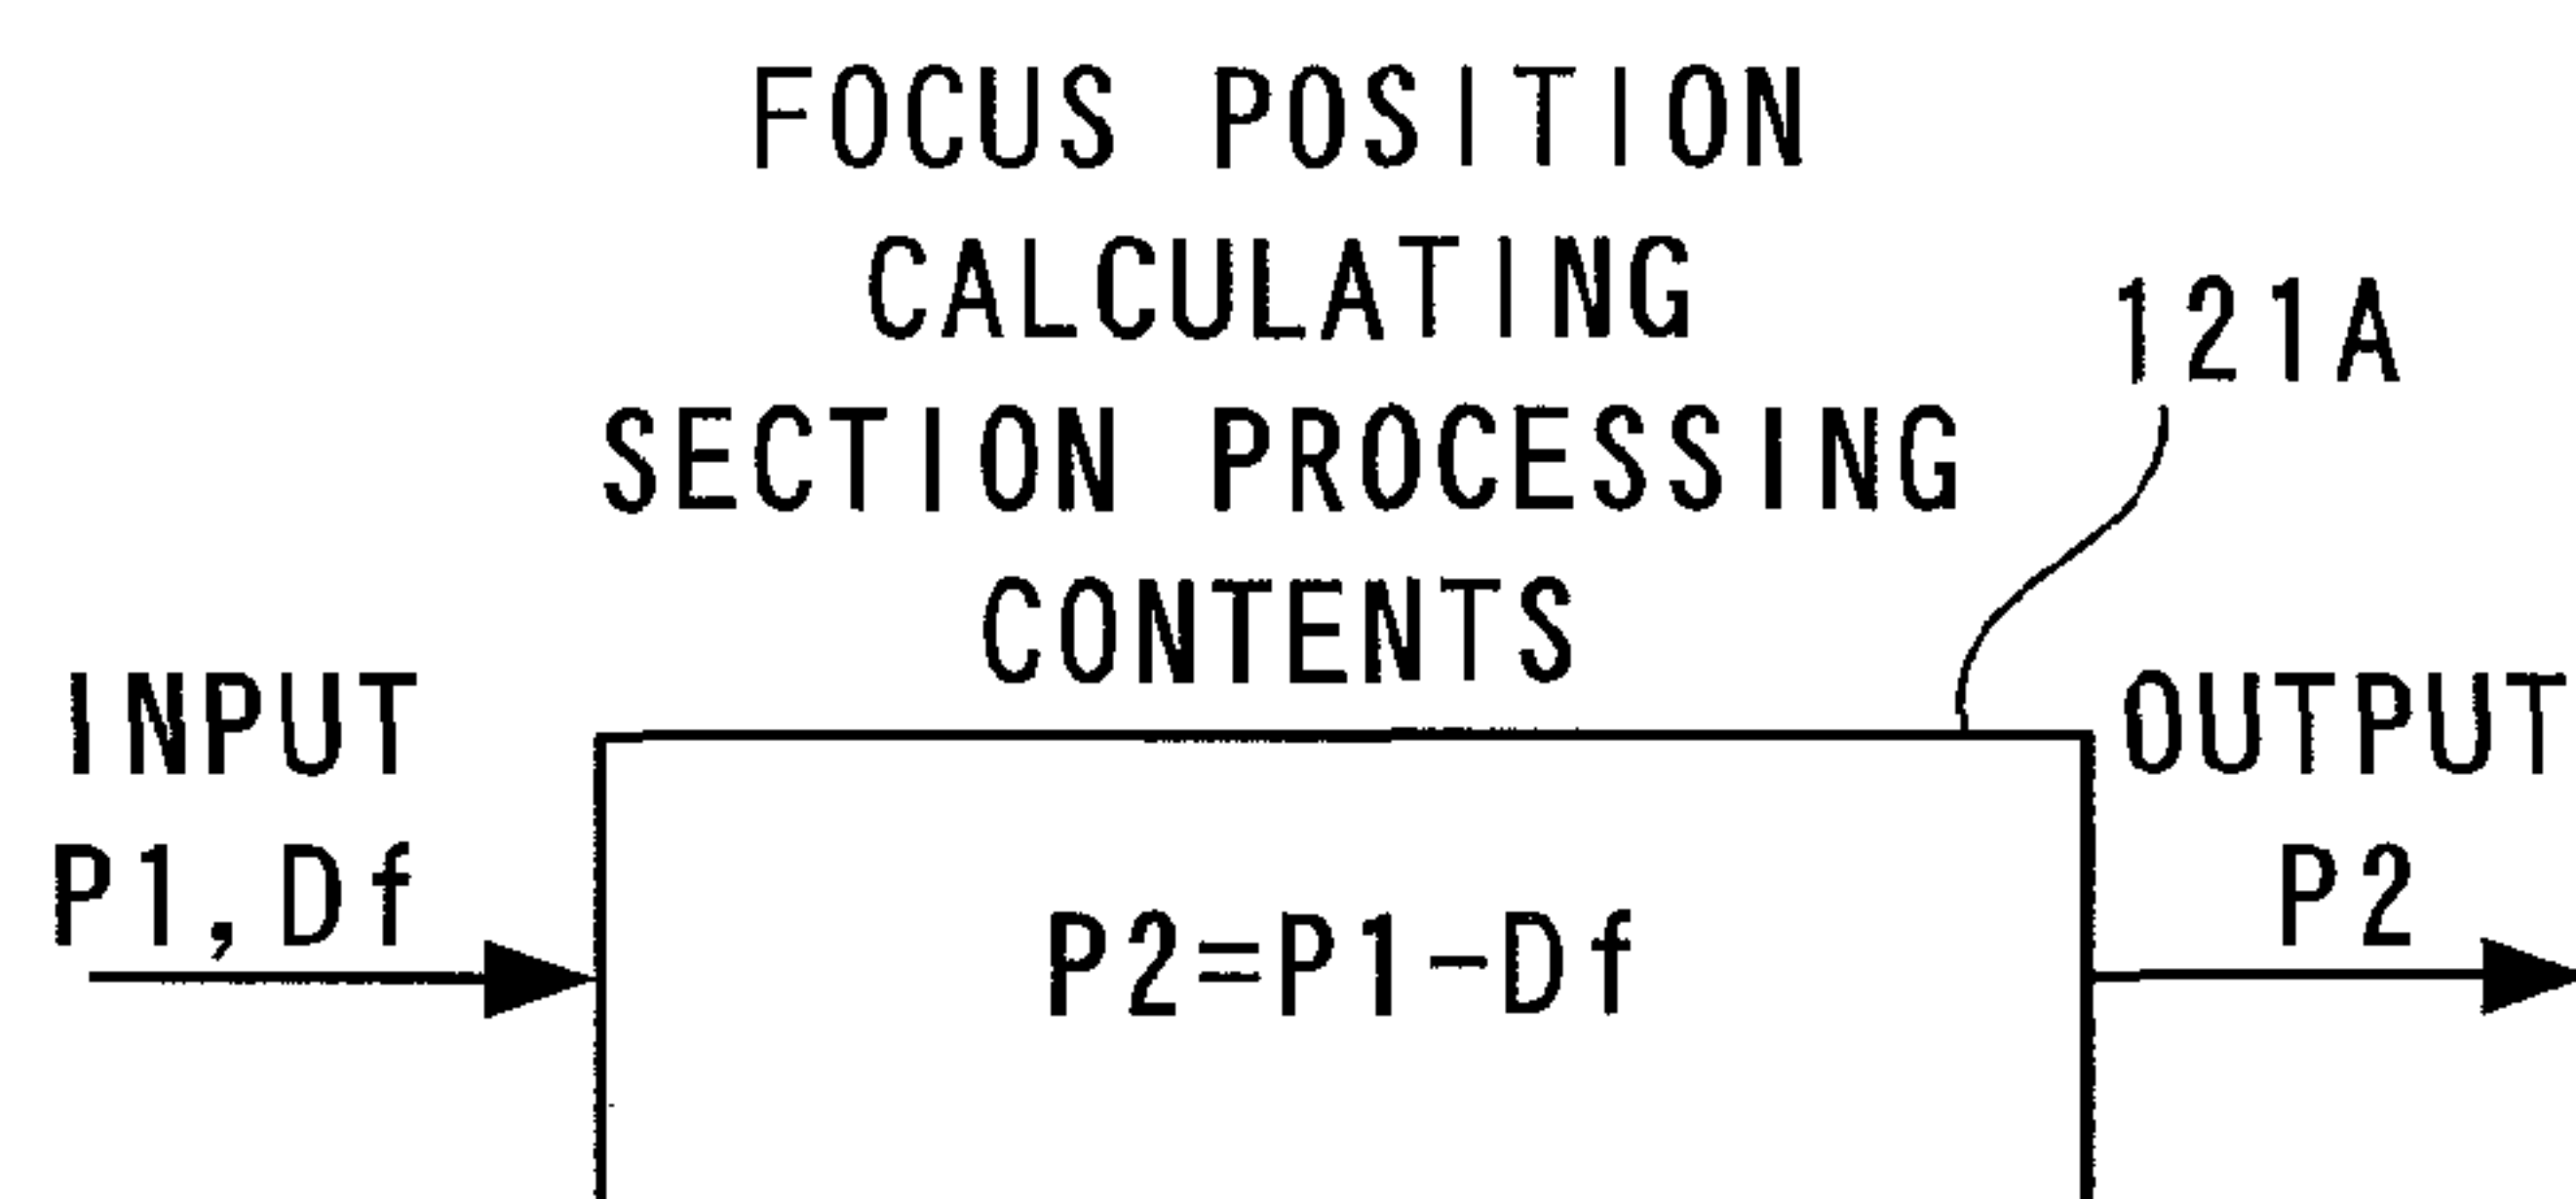 FOCUS POSITION
CALCULATING
SECTION PROCESSING
CONTENTS
121A
INPUT
P1,Df
P2=P1-Df
OUTPUT
P2